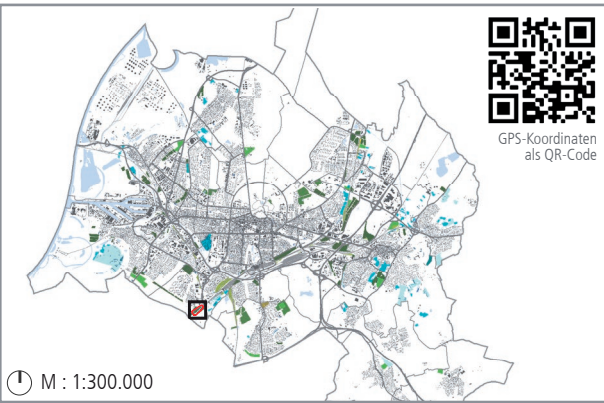 GPS-Koordinaten
als QR-Code
M : 1:300.000